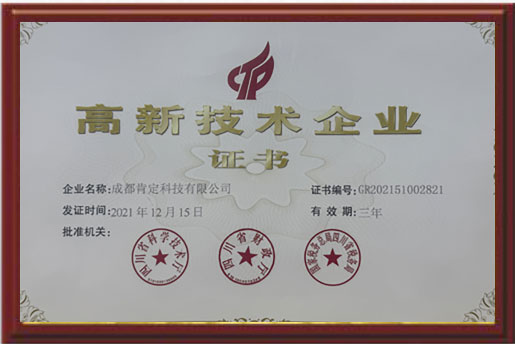 高新技术企业
证书
企业名称:成都肯定科技有限公司
证书编号:GR202151002821
发证时间:2021年12月15日
有效期:三年
批准机关:
四川省科学技术厅
四川省财政厅
国家税务总局四川省税务局